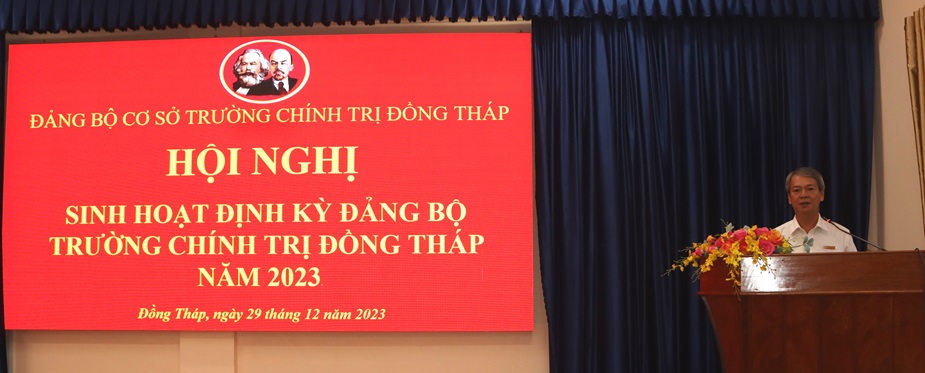 ĐẢNG BỘ CƠ SỞ TRƯỜNG CHÍNH TRỊ ĐỒNG THÁP
HỘI NGHỊ
SINH HOẠT ĐỊNH KỲ ĐẢNG BỘ
TRƯỜNG CHÍNH TRỊ ĐỒNG THÁP
NĂM 2023
Đồng Tháp, ngày 29 tháng 12 năm 2023